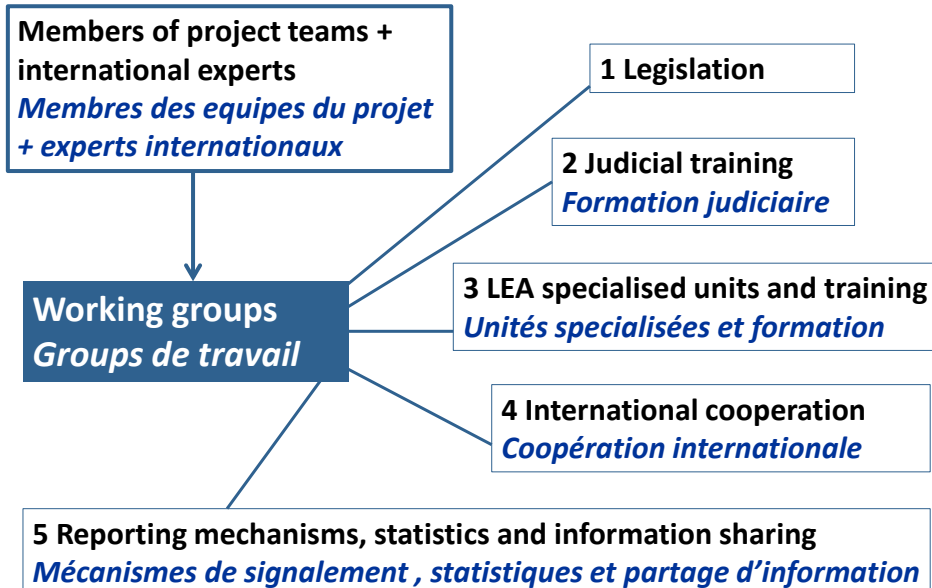 Members of project teams +
international experts
Membres des equipes du projet
+ experts internationaux
1 Legislation
2 Judicial training
Formation judiciaire
Working groups
Groups de travail
3 LEA specialised units and training
Unités specialisées et formation
4 International cooperation
Coopération internationale
5 Reporting mechanisms, statistics and information sharing
Mécanismes de signalement , statistiques et partage d’information